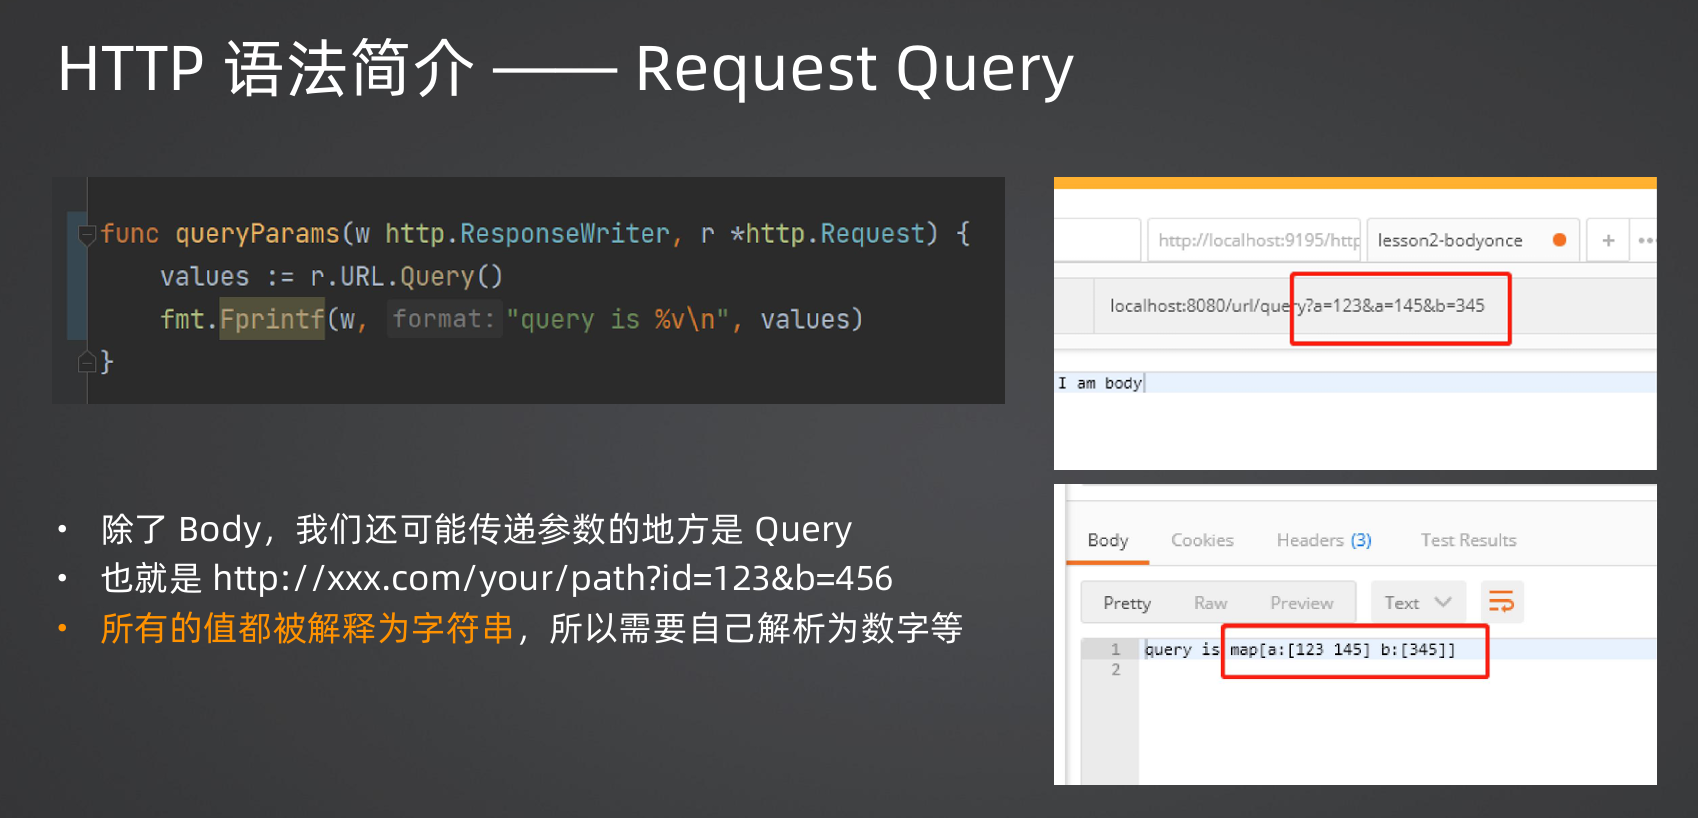 HTTP 语法简介 —— Request Query
func queryParams(w http.ResponseWriter, r *http.Request) {
values := r.URL.Query()
fmt.Fprintf(w, format: "query is %v\n", values)
}
除了 Body，我们还可能传递参数的地方是 Query
也就是 http://xxx.com/your/path?id=123&b=456
所有的值都被解释为字符串，所以需要自己解析为数字等
http://localhost:9195/http lesson2-bodyonce + •••
localhost:8080/url/query?a=123&a=145&b=345
I am body
Body Cookies Headers (3) Test Results
Pretty Raw Preview Text
1 query is map[a:[123 145] b:[345]]
2